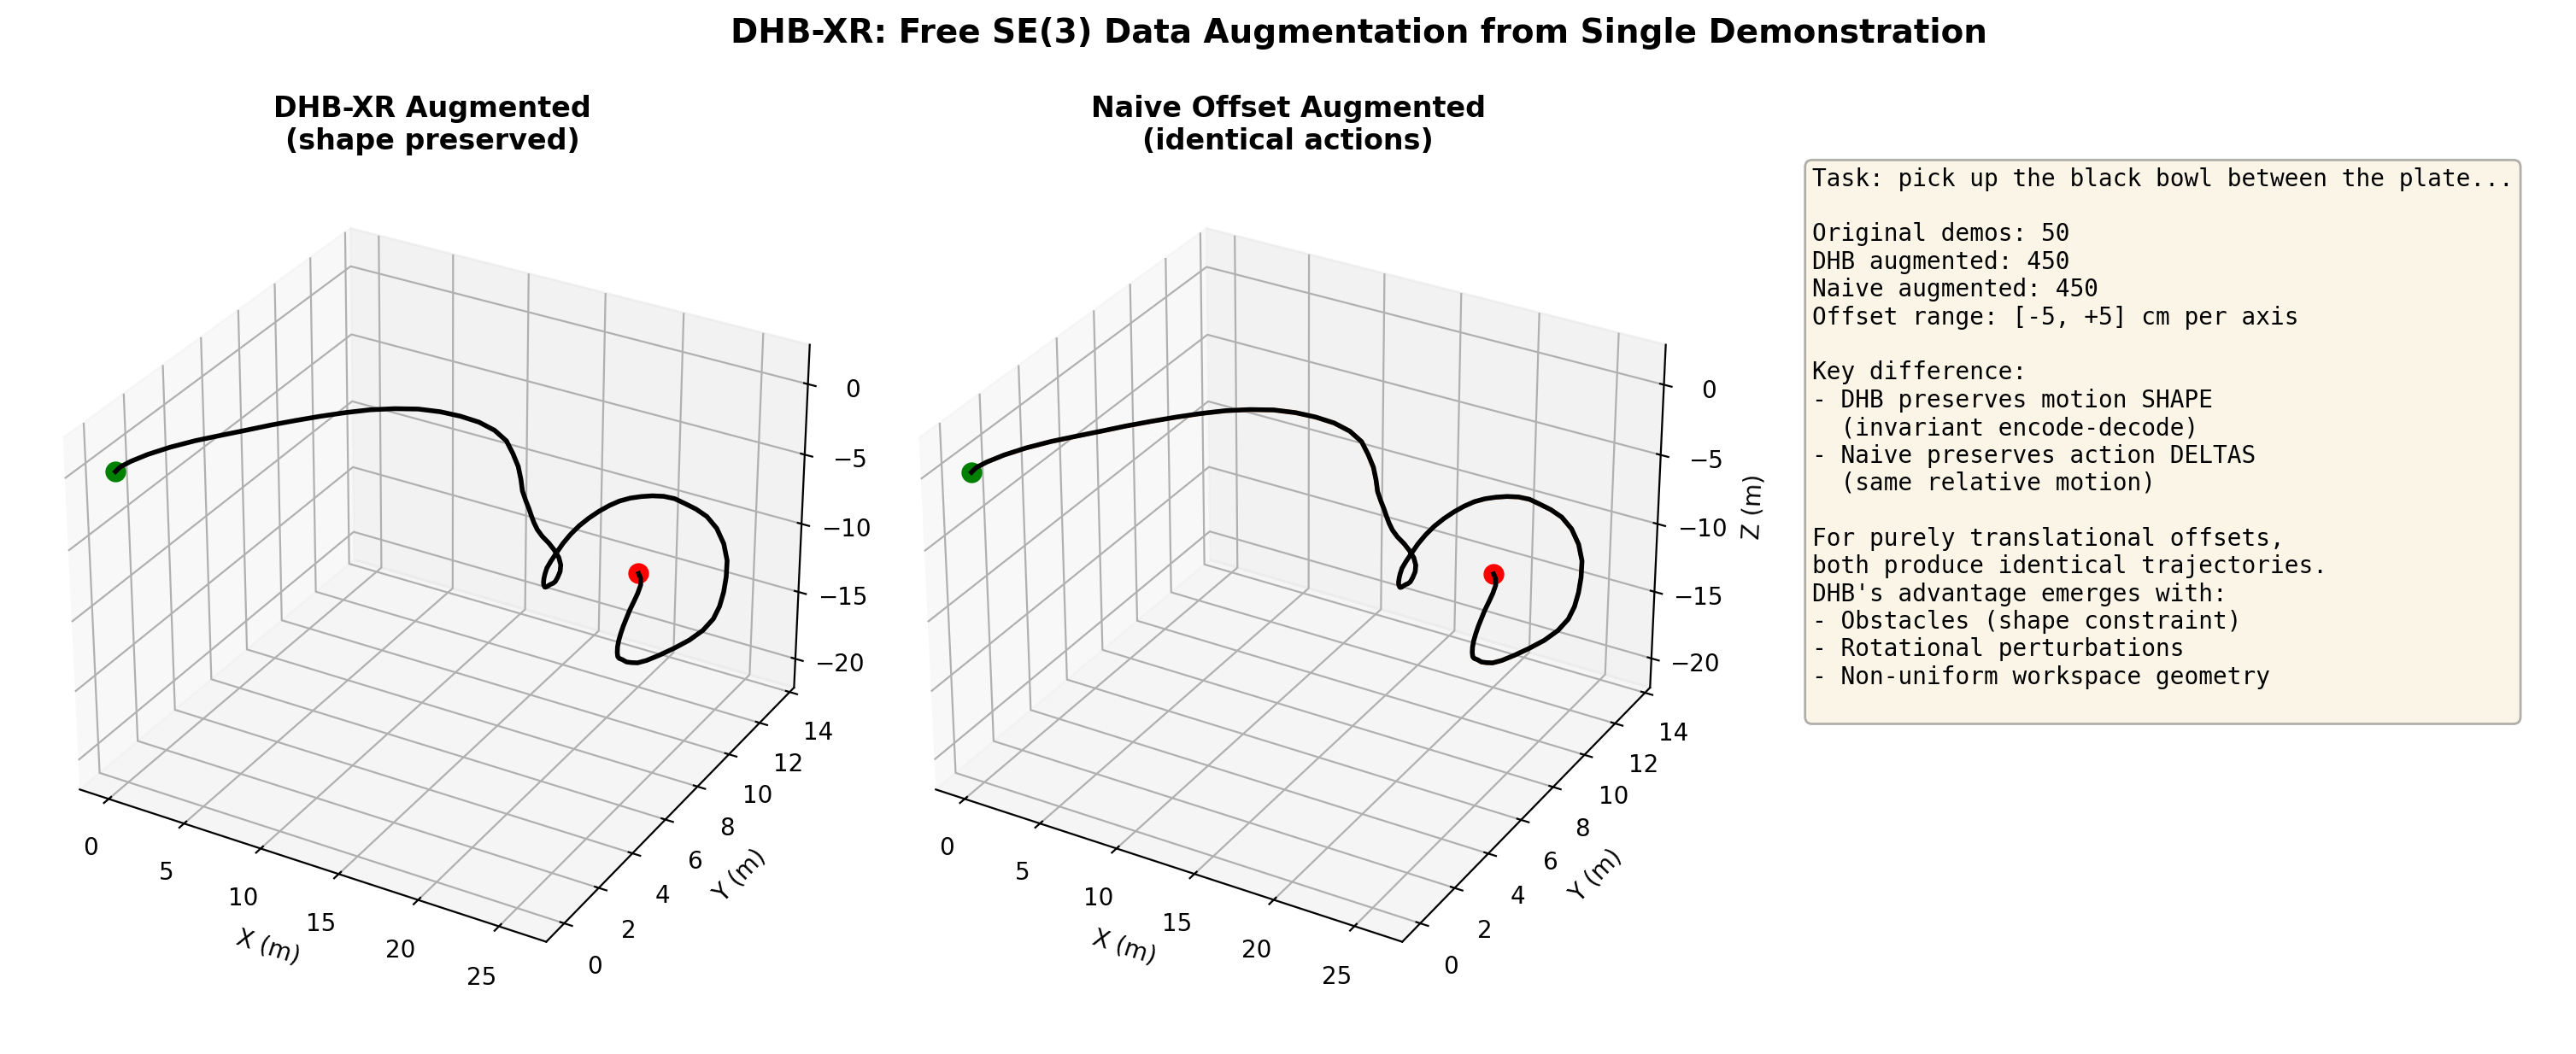 DHB-XR: Free SE(3) Data Augmentation from Single Demonstration
DHB-XR Augmented
(shape preserved)
0
−5
−10
−15
−20
14
12
10
8
6
4
2
0
Y (m)
0
5
10
15
20
25
X (m)
Naive Offset Augmented
(identical actions)
0
−5
−10
−15
−20
Z (m)
14
12
10
8
6
4
2
0
Y (m)
0
5
10
15
20
25
X (m)
Task: pick up the black bowl between the plate...
Original demos: 50
DHB augmented: 450
Naive augmented: 450
Offset range: [-5, +5] cm per axis
Key difference:
- DHB preserves motion SHAPE
(invariant encode-decode)
- Naive preserves action DELTAS
(same relative motion)
For purely translational offsets,
both produce identical trajectories.
DHB's advantage emerges with:
- Obstacles (shape constraint)
- Rotational perturbations
- Non-uniform workspace geometry